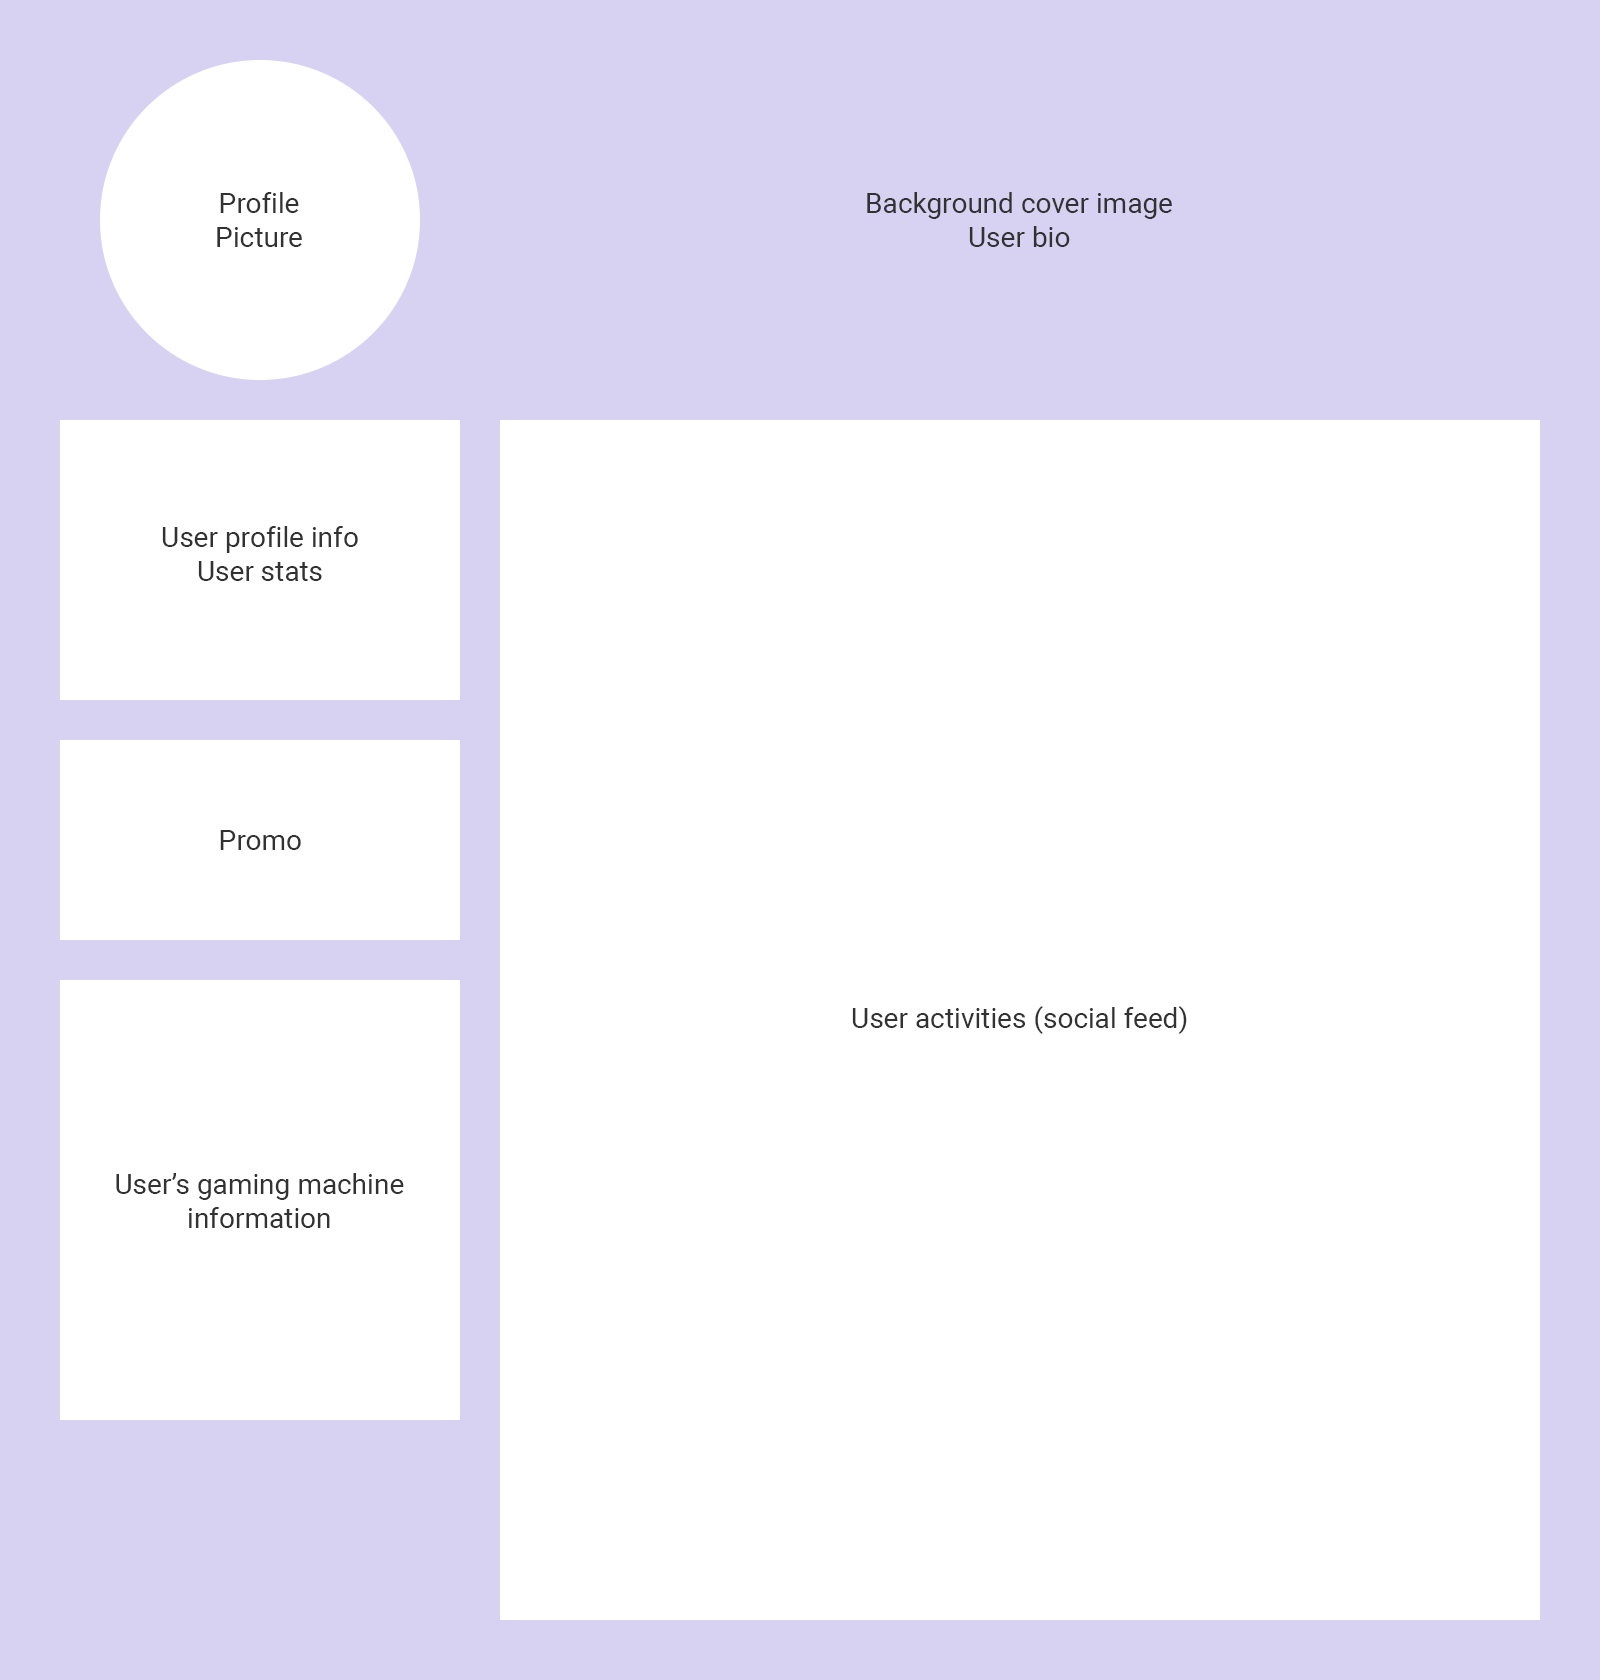 Profile
Picture
Background cover image
User bio
User profile info
User stats
Promo
User activities (social feed)
User’s gaming machine
information